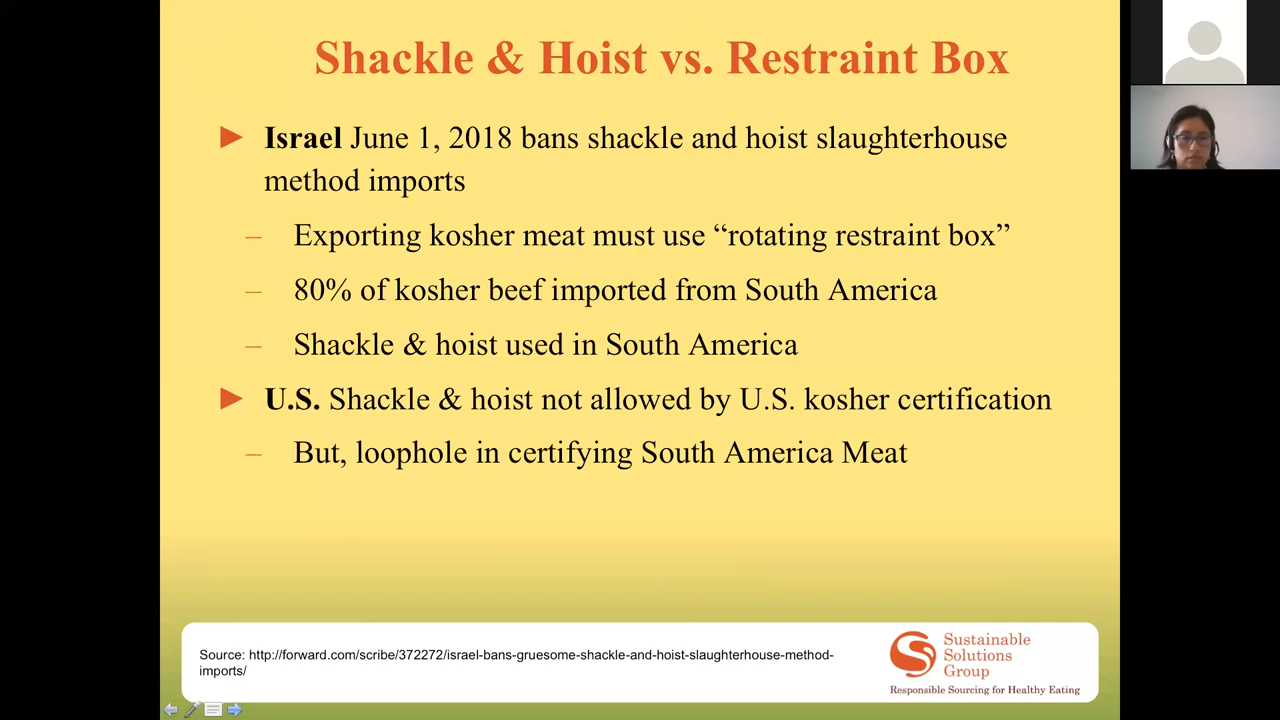 Shackle & Hoist vs. Restraint Box
► Israel June 1, 2018 bans shackle and hoist slaughterhouse
method imports
– Exporting kosher meat must use “rotating restraint box”
– 80% of kosher beef imported from South America
– Shackle & hoist used in South America
► U.S. Shackle & hoist not allowed by U.S. kosher certification
– But, loophole in certifying South America Meat
Source: http://forward.com/scribe/372272/israel-bans-gruesome-shackle-and-hoist-slaughterhouse-method-
imports/
Sustainable
Solutions
Group
Responsible Sourcing for Healthy Eating